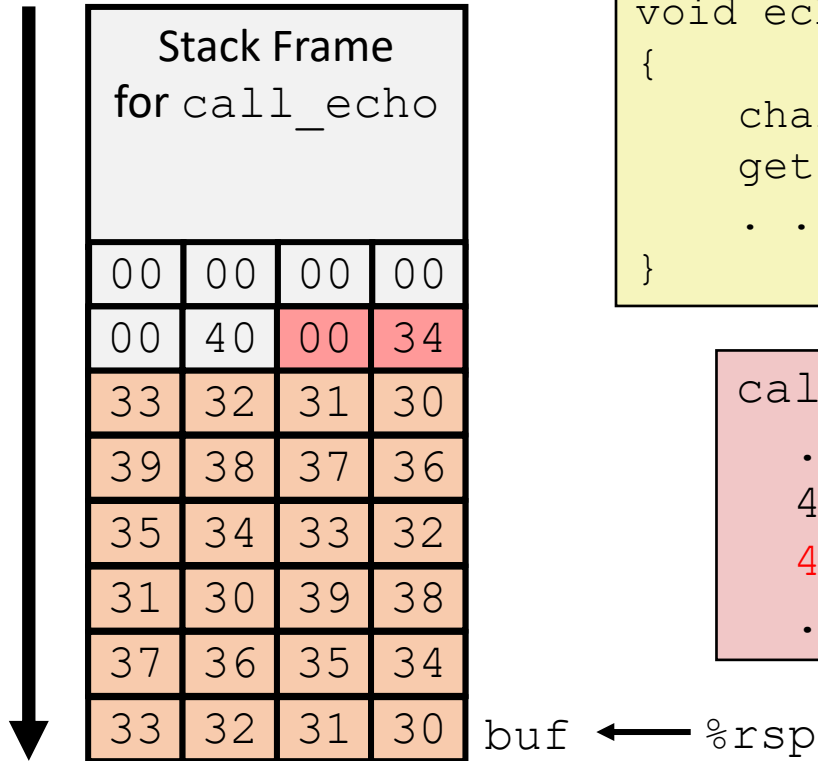 Stack Frame
for call_echo
00 00 00 00
00 40 00 34
33 32 31 30
39 38 37 36
35 34 33 32
31 30 39 38
37 36 35 34
33 32 31 30
buf %rsp
void ec
{
cha
get
. .
}
cal
.
4
4
.